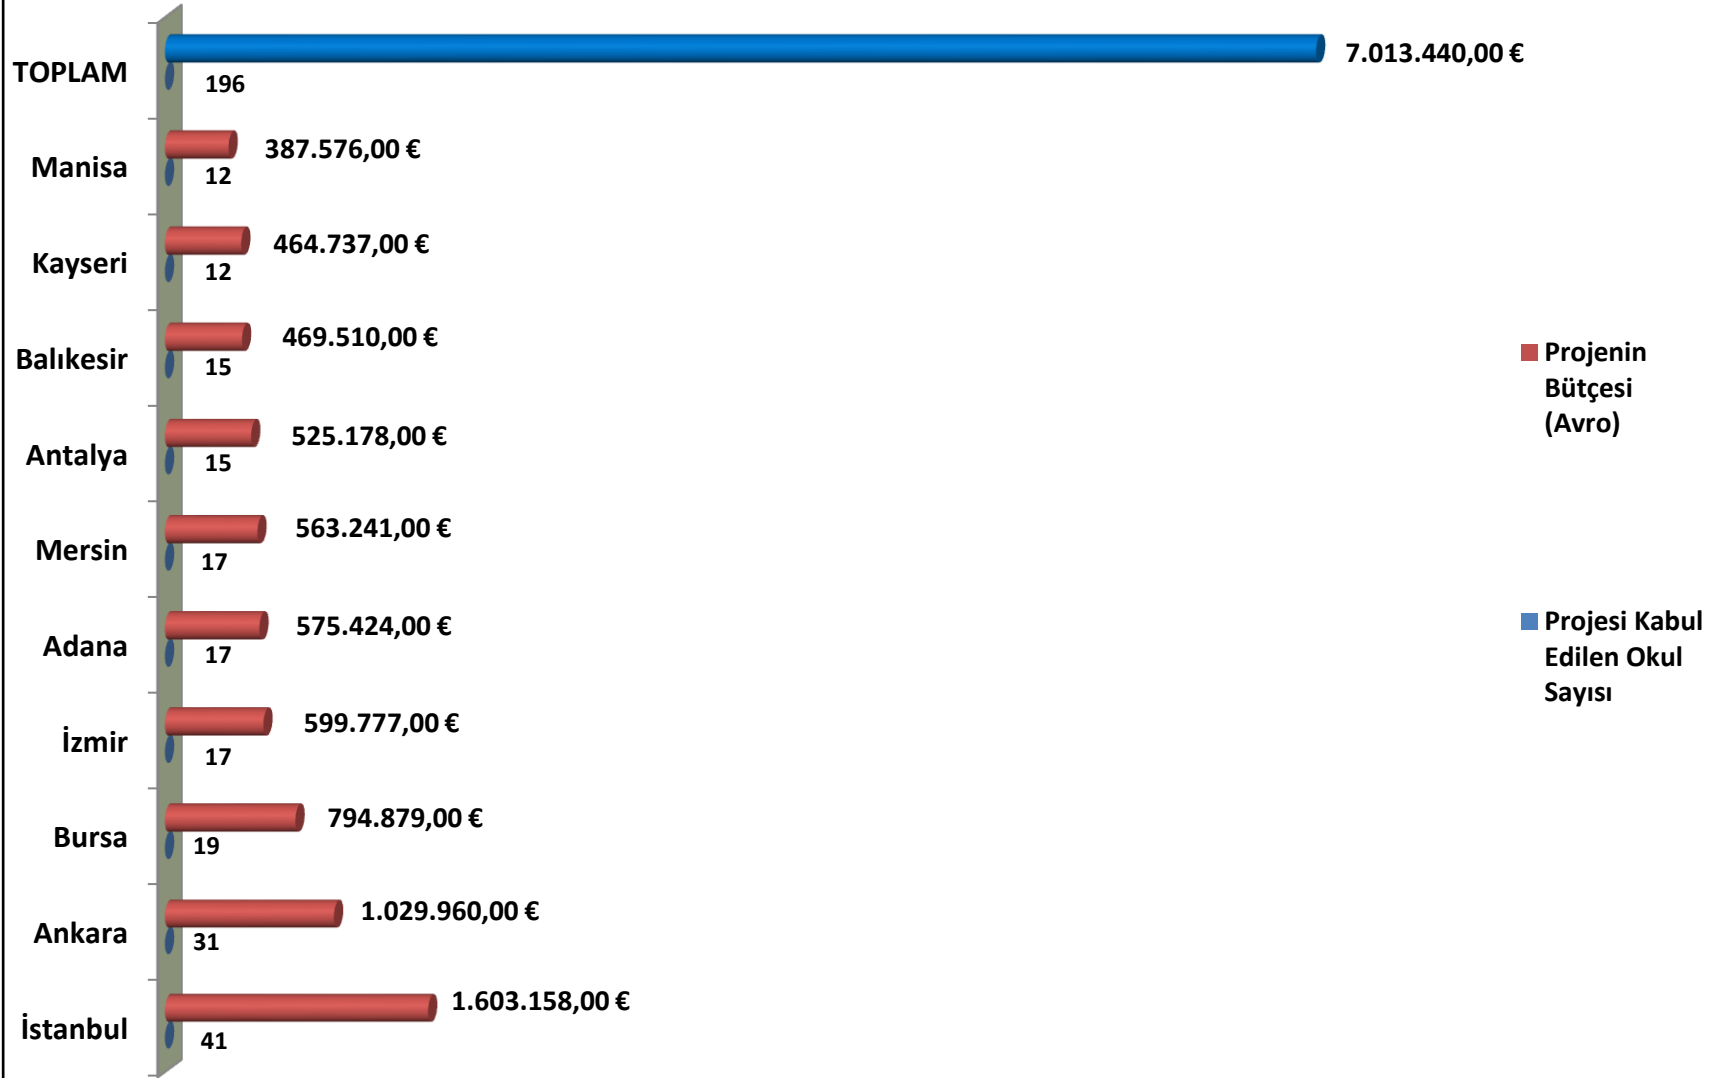 TOPLAM
7.013.440,00 €
196
Manisa
387.576,00 €
12
Kayseri
464.737,00 €
12
Balıkesir
469.510,00 €
15
Antalya
525.178,00 €
15
Mersin
563.241,00 €
17
Adana
575.424,00 €
17
İzmir
599.777,00 €
17
Bursa
794.879,00 €
19
Ankara
1.029.960,00 €
31
İstanbul
1.603.158,00 €
41
Projenin
Bütçesi
(Avro)
Projesi Kabul
Edilen Okul
Sayısı